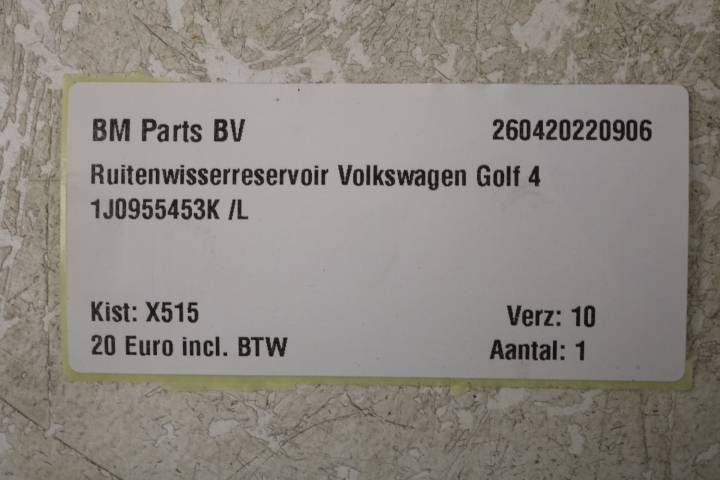 BM Parts BV 260420220906
Ruitenwisserreservoir Volkswagen Golf 4
1J0955453K /L
Kist: X515 Verz: 10
20 Euro incl. BTW Aantal: 1